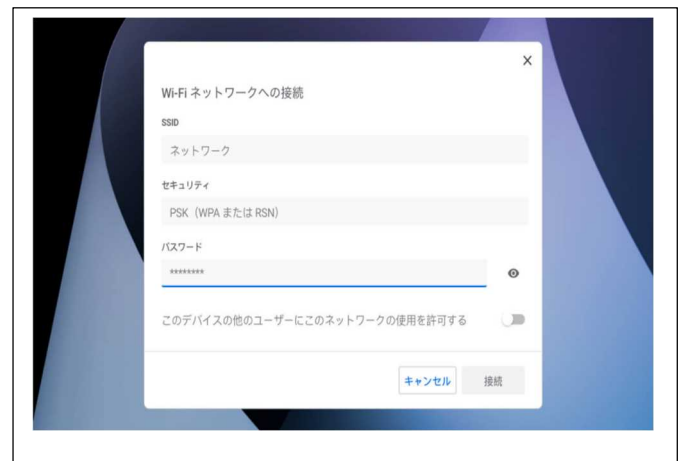 X
Wi-Fi ネットワークへの接続
SSID
ネットワーク
セキュリティ
PSK（WPA または RSN）
パスワード
********
このデバイスの他のユーザーにこのネットワークの使用を許可する
キャンセル 接続